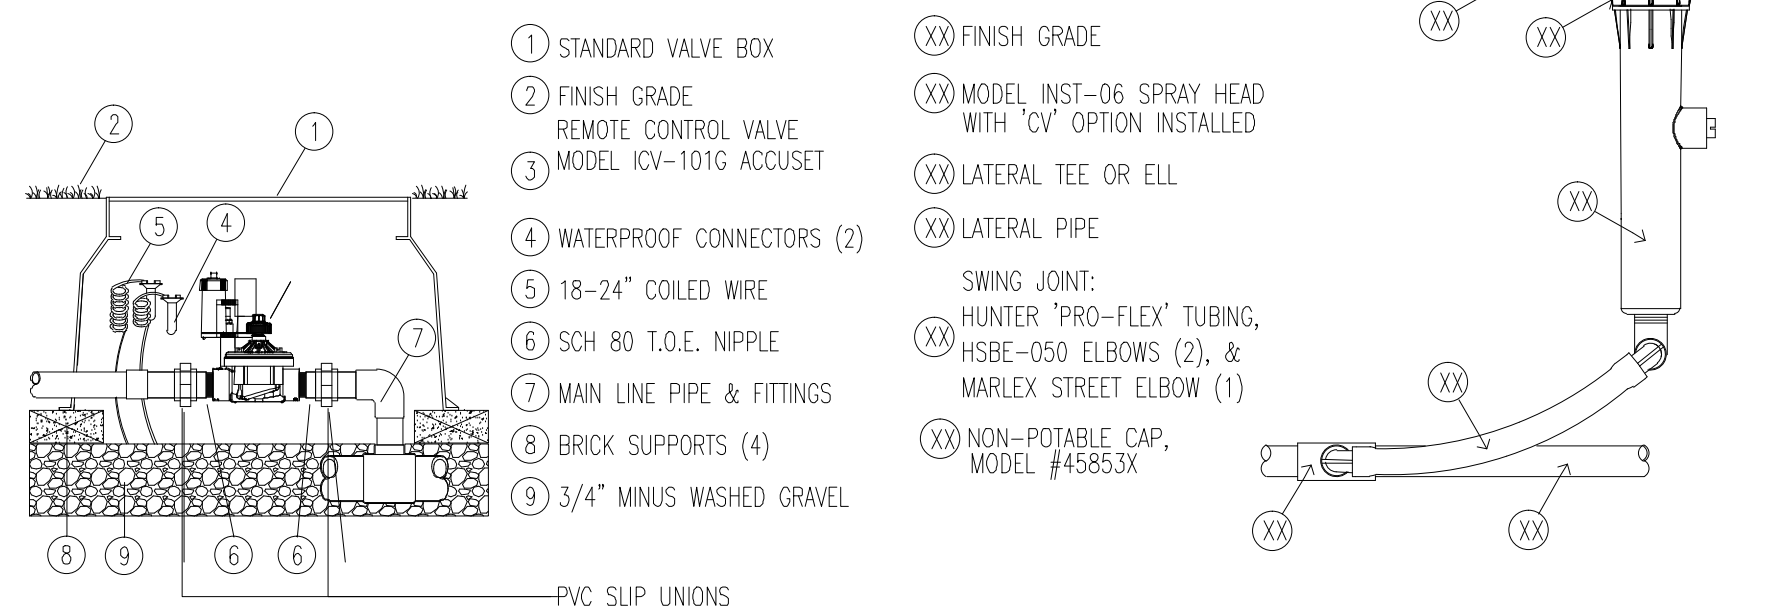 1 STANDARD VALVE BOX
2 FINISH GRADE
REMOTE CONTROL VALVE
3 MODEL ICV-101G ACCUSET
4 WATERPROOF CONNECTORS (2)
5 18-24" COILED WIRE
6 SCH 80 T.O.E. NIPPLE
7 MAIN LINE PIPE & FITTINGS
8 BRICK SUPPORTS (4)
9 3/4" MINUS WASHED GRAVEL
PVC SLIP UNIONS
2
1
5
4
7
8
9
6
6
XX FINISH GRADE
XX MODEL INST-06 SPRAY HEAD
WITH 'CV' OPTION INSTALLED
XX LATERAL TEE OR ELL
XX LATERAL PIPE
SWING JOINT:
HUNTER 'PRO-FLEX' TUBING,
XX HSBE-050 ELBOWS (2), &
MARLEX STREET ELBOW (1)
XX NON-POTABLE CAP,
MODEL #45853X
XX
XX
XX
XX
XX
XX